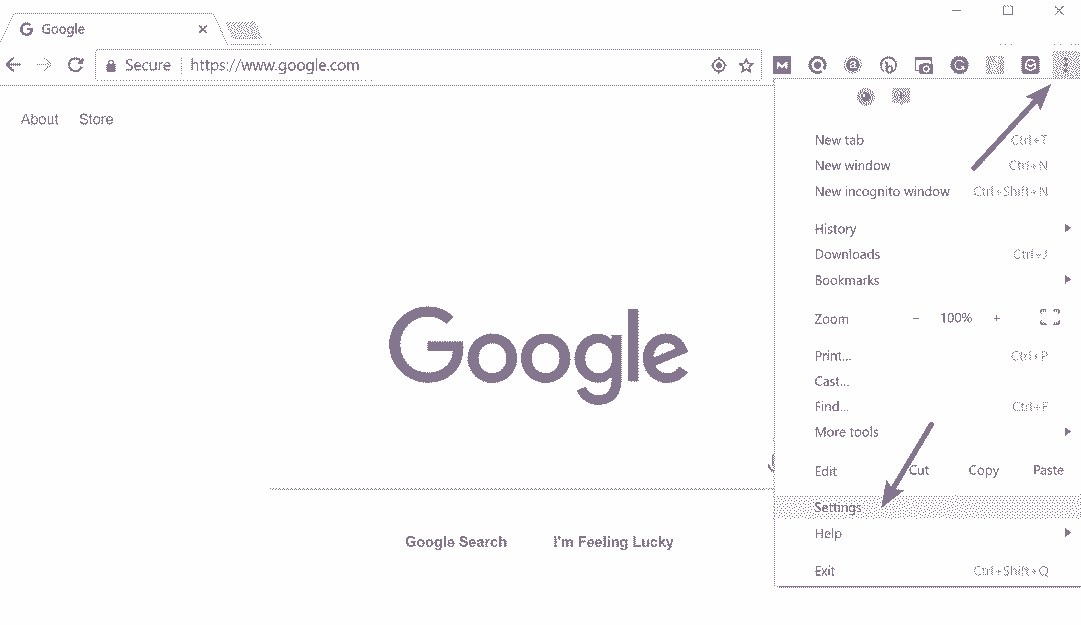 Google
Secure https://www.google.com
About Store
New tab Ctrl+T
New window Ctrl+N
New incognito window Ctrl+Shift+N
History
Downloads Ctrl+J
Bookmarks
Zoom − 100% +
Print... Ctrl+P
Cast...
Find... Ctrl+F
More tools
Edit Cut Copy Paste
Settings
Help
Exit Ctrl+Shift+Q
Google
Google Search I'm Feeling Lucky